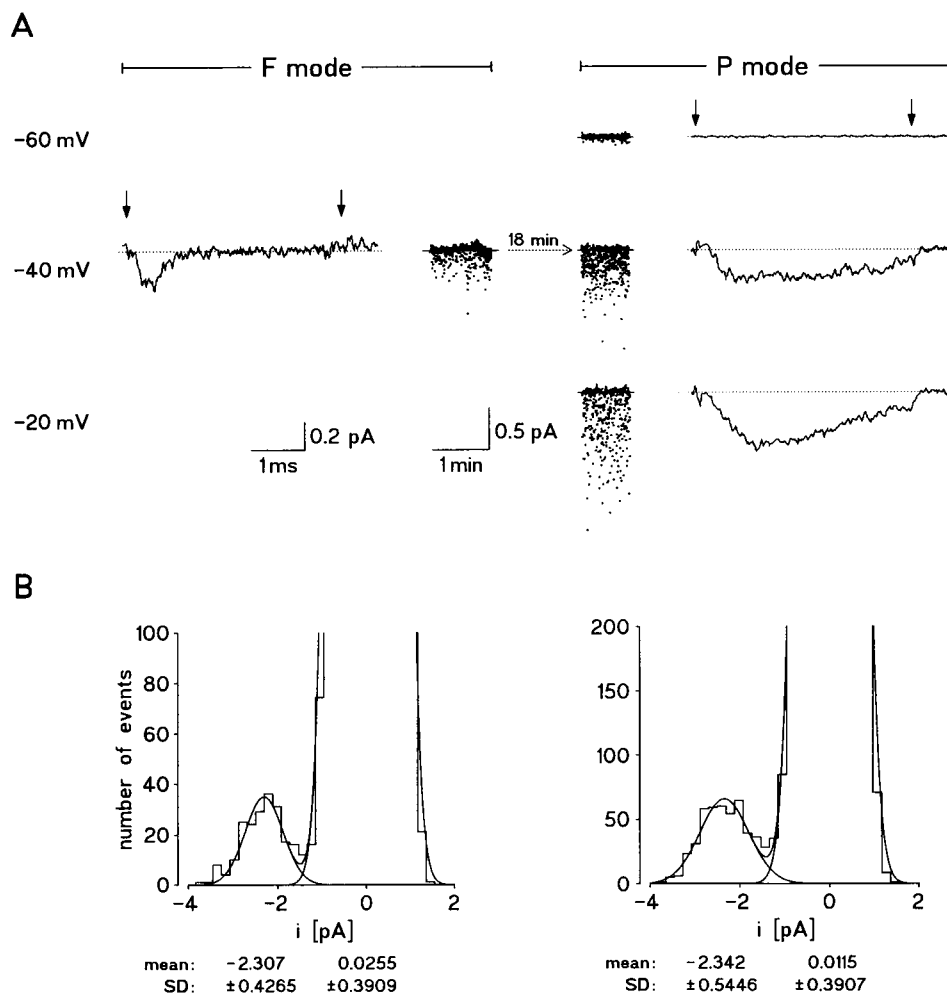 A
F mode
P mode
-60 mV
-40 mV
18 min
-20 mV
0.2 pA
1ms
0.5 pA
1min
B
number of events
100
80
60
40
20
0
-4
-2
0
2
i [pA]
mean: -2.307 0.0255
SD: ±0.4265 ±0.3909
200
150
100
50
0
-4
-2
0
2
i [pA]
mean: -2.342 0.0115
SD: ±0.5446 ±0.3907